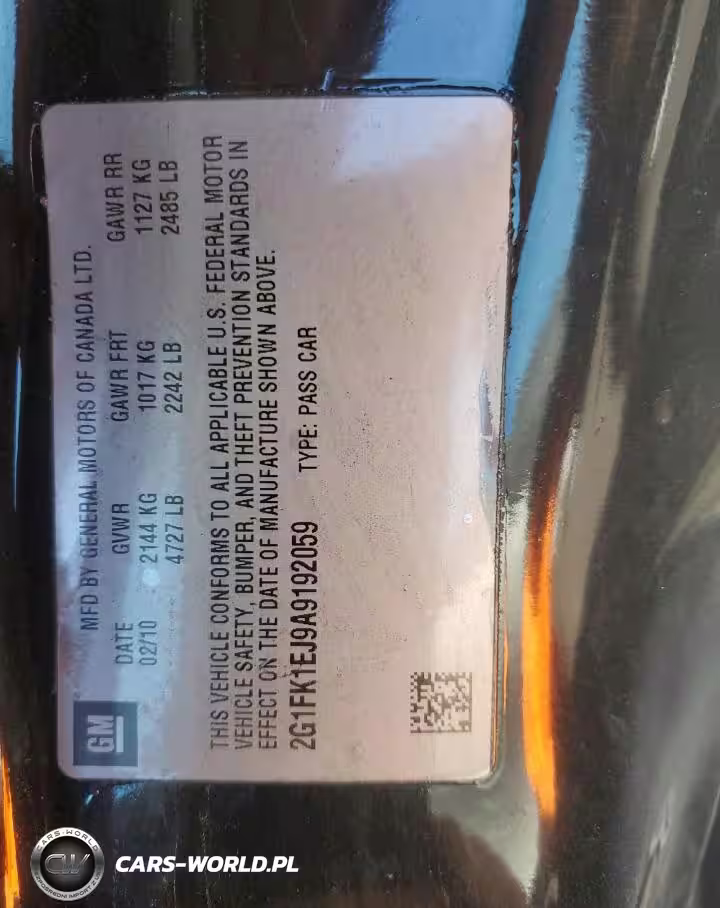 GM
MFD BY GENERAL MOTORS OF CANADA LTD.
DATE GVWR GAWR FRT GAWR RR
02/10 2144 KG 1017 KG 1127 KG
4727 LB 2242 LB 2485 LB
THIS VEHICLE CONFORMS TO ALL APPLICABLE U.S. FEDERAL MOTOR
VEHICLE SAFETY, BUMPER, AND THEFT PREVENTION STANDARDS IN
EFFECT ON THE DATE OF MANUFACTURE SHOWN ABOVE.
2G1FK1EJ9A9192059 TYPE: PASS CAR
CARS-WORLD
CW
CARS-WORLD.PL